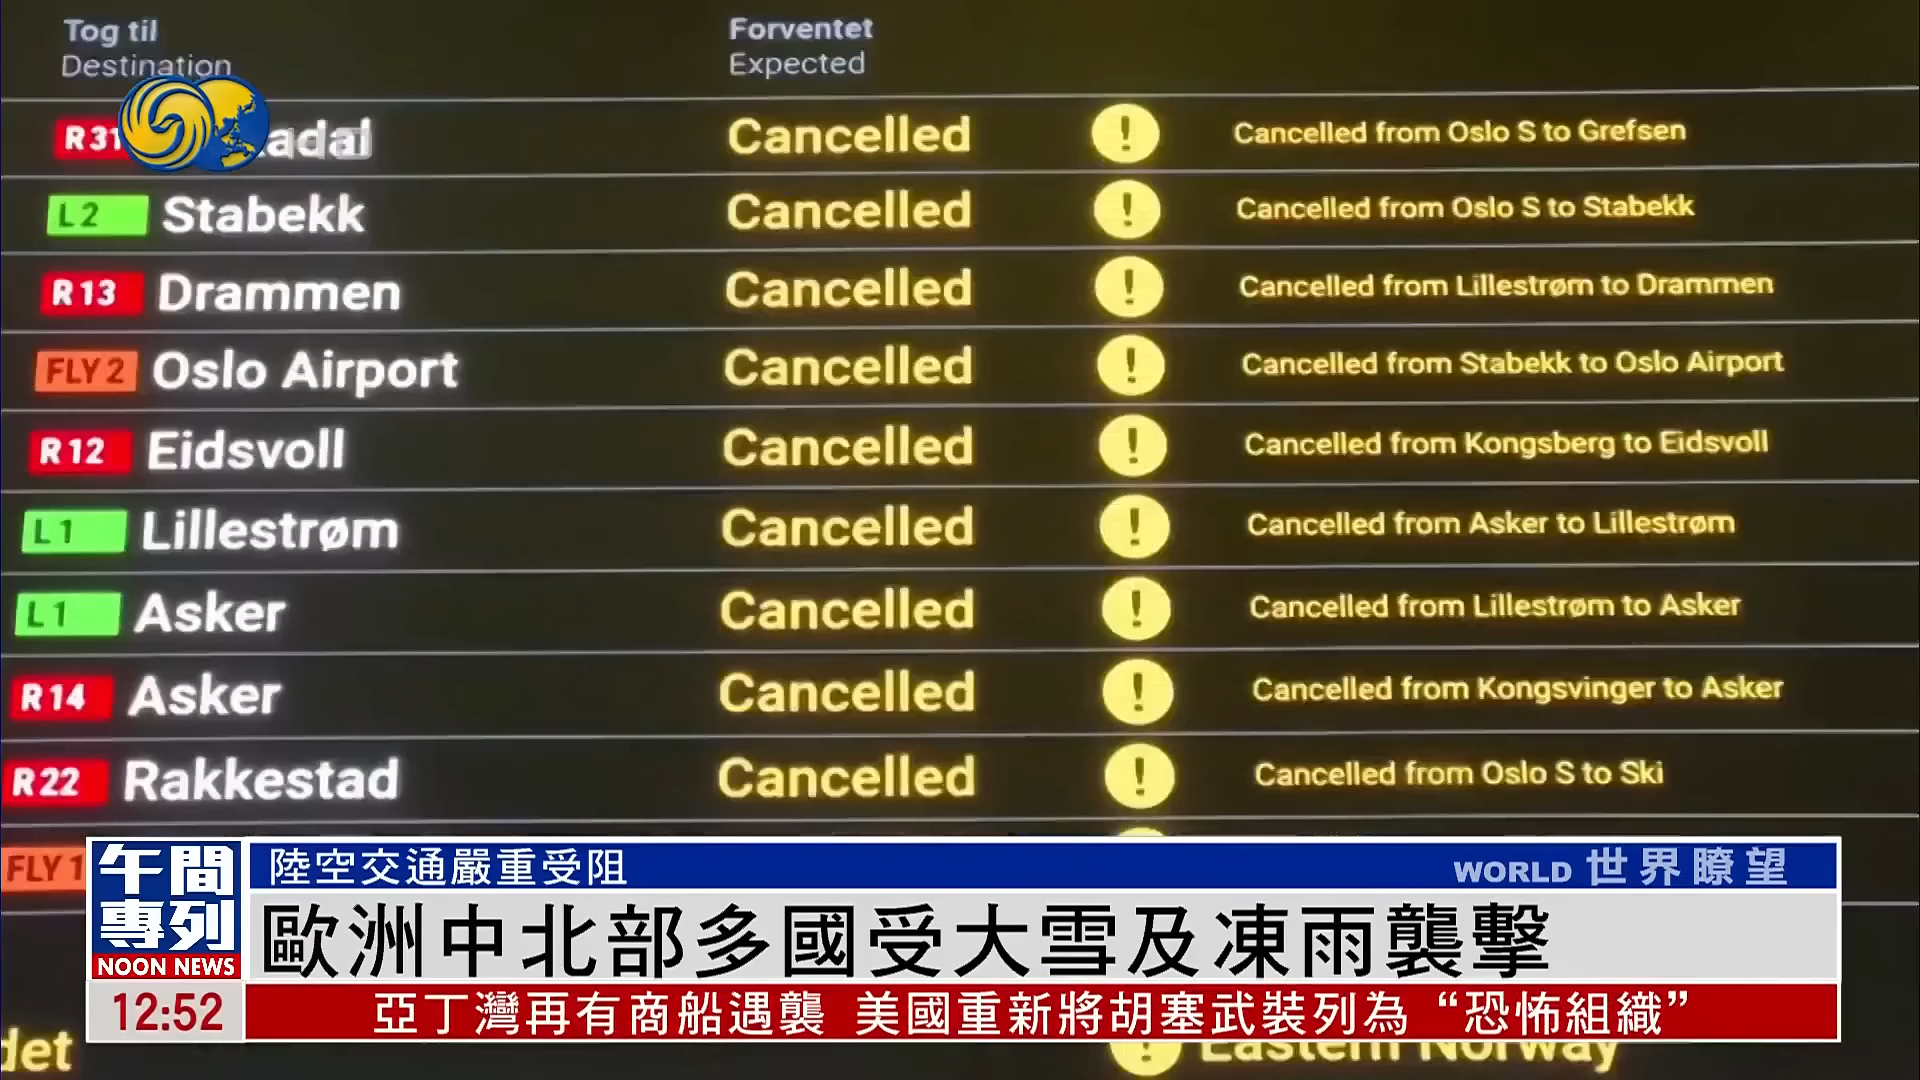 Tog til
Forventet
Destination
Expected
R31
Cancelled
Cancelled from Oslo S to Grefsen
L2 Stabekk
Cancelled
Cancelled from Oslo S to Stabekk
R13 Drammen
Cancelled
Cancelled from Lillestrøm to Drammen
FLY2 Oslo Airport
Cancelled
Cancelled from Stabekk to Oslo Airport
R12 Eidsvoll
Cancelled
Cancelled from Kongsberg to Eidsvoll
L1 Lillestrøm
Cancelled
Cancelled from Asker to Lillestrøm
L1 Asker
Cancelled
Cancelled from Lillestrøm to Asker
R14 Asker
Cancelled
Cancelled from Kongsvinger to Asker
R22 Rakkestad
Cancelled
Cancelled from Oslo S to Ski
FLY1
午間
專列
NOON NEWS
陸空交通嚴重受阻
WORLD 世界瞭望
歐洲中北部多國受大雪及凍雨襲擊
12:52
亞丁灣再有商船遇襲 美國重新將胡塞武裝列為“恐怖組織”
Eastern Norway